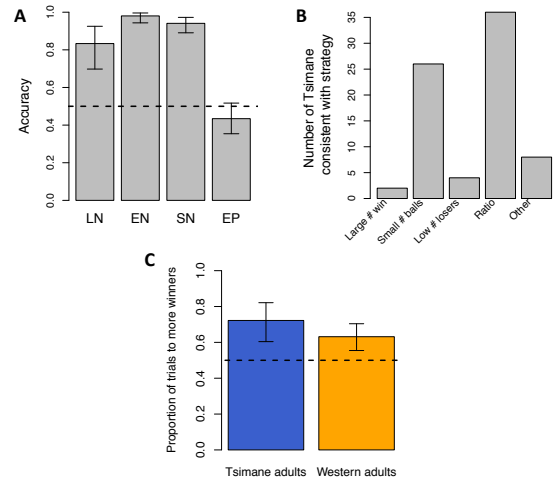 A
Accuracy
1.0
0.8
0.6
0.4
0.2
0.0
LN EN SN EP
B
Number of Tsimane
consistent with strategy
35
30
25
20
15
10
5
0
Large # win
Small # balls
Low # losers
Ratio
Other
C
Proportion of trials to more winners
1.0
0.8
0.6
0.4
0.2
0.0
Tsimane adults Western adults